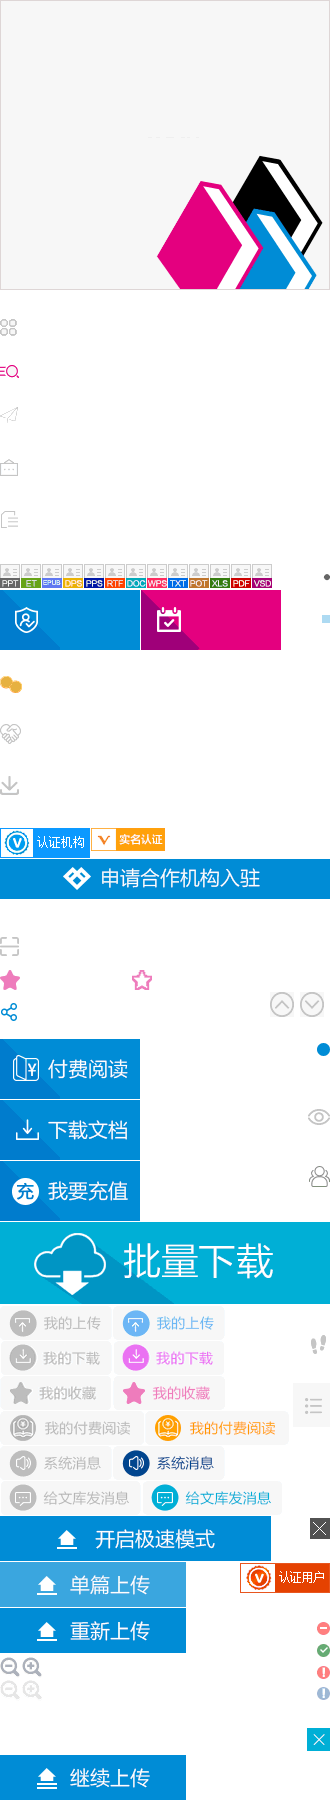 PPT ET EPUB DPS PPS RTF DOC WPS TXT POT XLS PDF VSD
认证机构 实名认证
申请合作机构入驻
付费阅读
下载文档
我要充值
批量下载
我的上传 我的上传
我的下载 我的下载
我的收藏 我的收藏
我的付费阅读 我的付费阅读
系统消息 系统消息
给文库发消息 给文库发消息
开启极速模式
单篇上传 认证用户
重新上传
继续上传